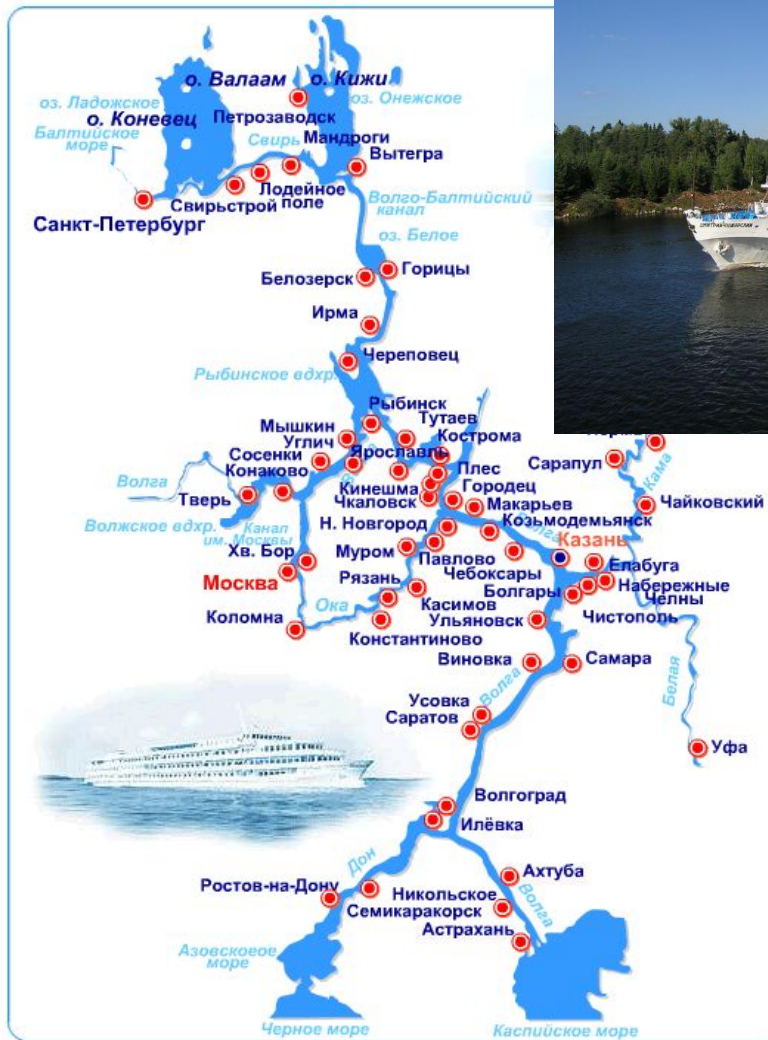 о. Валаам
о. Кижи
оз. Ладожское
оз. Онежское
о. Коневец
Петрозаводск
Балтийское
море
Свирь
Мандроги
Вытегра
Лодейное
поле
Свирьстрой
Волго-Балтийский
канал
Санкт-Петербург
оз. Белое
Горицы
Белозерск
Ирма
Череповец
Рыбинское вдхр.
Рыбинск
Тутаев
Мышкин
Кострома
Углич
Ярославль
Сосенки
Плес
Сарапул
Кама
Конаково
Волга
Кинешма
Городец
Тверь
Чкаловск
Макарьев
Чайковский
Волжское вдхр.
Канал
им. Москвы
Н. Новгород
Козьмодемьянск
Казань
Хв. Бор
Муром
Павлово
Москва
Чебоксары
Елабуга
Рязань
Болгары
Набережные
Челны
Ока
Касимов
Чистополь
Коломна
Ульяновск
Константиново
Виновка
Самара
Белая
Волга
Усовка
Саратов
Уфа
Волгоград
Илёвка
Дон
Ахтуба
Ростов-на-Дону
Никольское
Волга
Семикаракорск
Астрахань
Азовскоеое
море
Черное море
Каспийское море